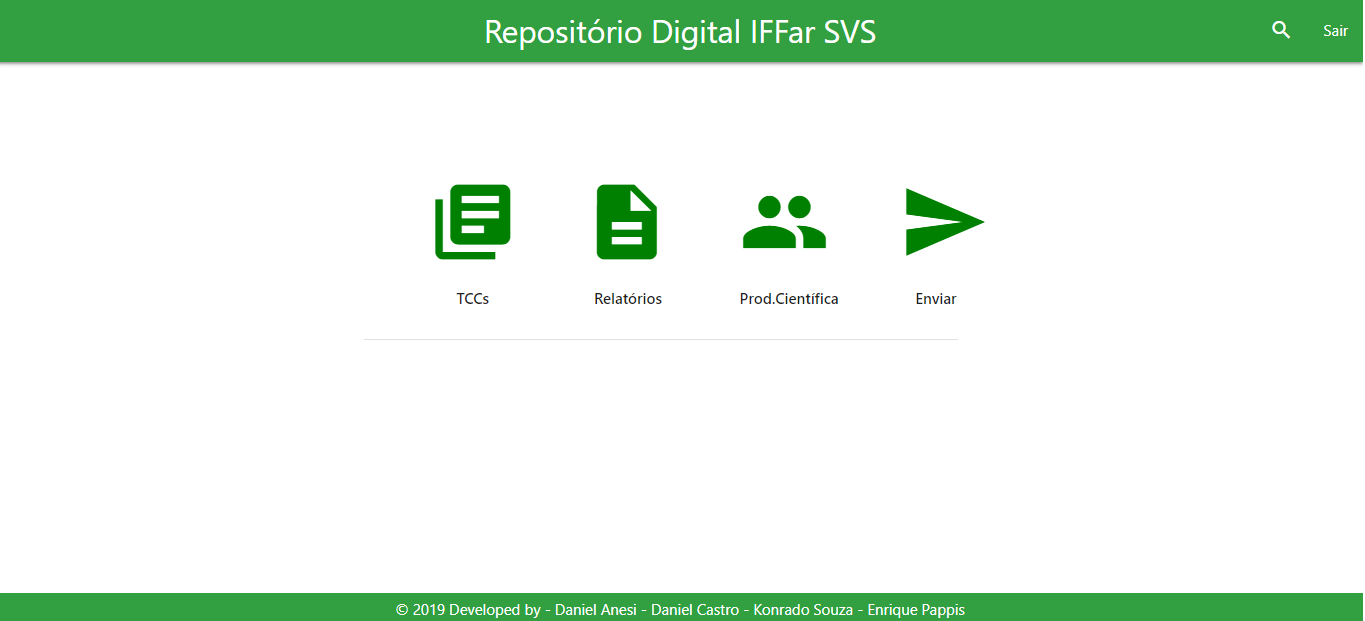 Repositório Digital IFFar SVS
Sair
TCCs
Relatórios
Prod.Científica
Enviar
© 2019 Developed by - Daniel Anesi - Daniel Castro - Konrado Souza - Enrique Pappis